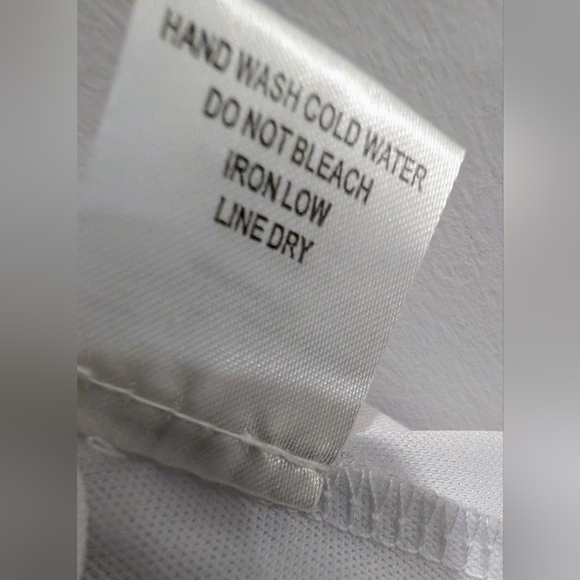 HAND WASH COLD WATER
DO NOT BLEACH
IRON LOW
LINE DRY